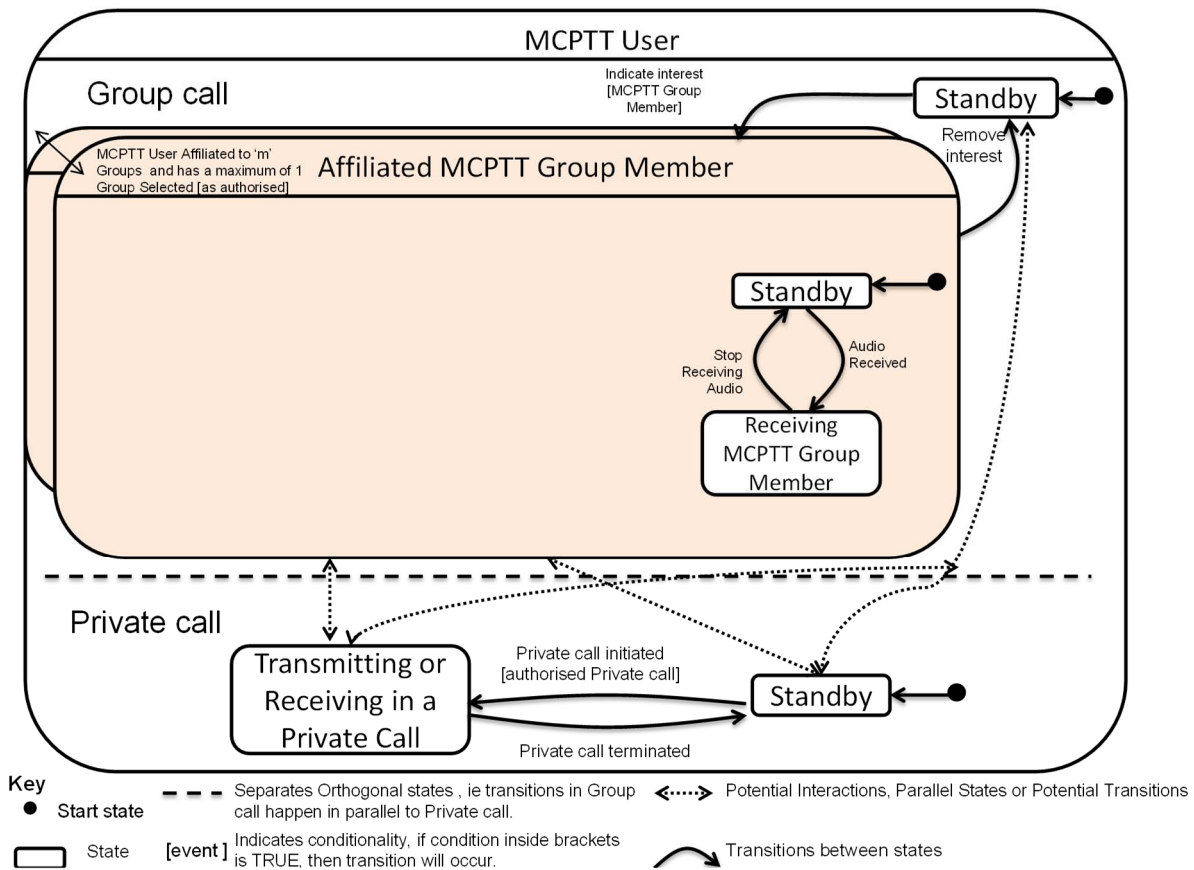 MCPTT User
Group call
Indicate interest
[MCPTT Group
Member]
Standby
Remove
interest
MCPTT User Affiliated to ‘m’
Groups and has a maximum of 1
Group Selected [as authorised]
Affiliated MCPTT Group Member
Standby
Stop
Receiving
Audio
Audio
Received
Receiving
MCPTT Group
Member
Private call
Transmitting or
Receiving in a
Private Call
Private call initiated
[authorised Private call]
Standby
Private call terminated
Key
Start state
Separates Orthogonal states , ie transitions in Group
call happen in parallel to Private call.
Potential Interactions, Parallel States or Potential Transitions
State
[event ]
Indicates conditionality, if condition inside brackets
is TRUE, then transition will occur.
Transitions between states